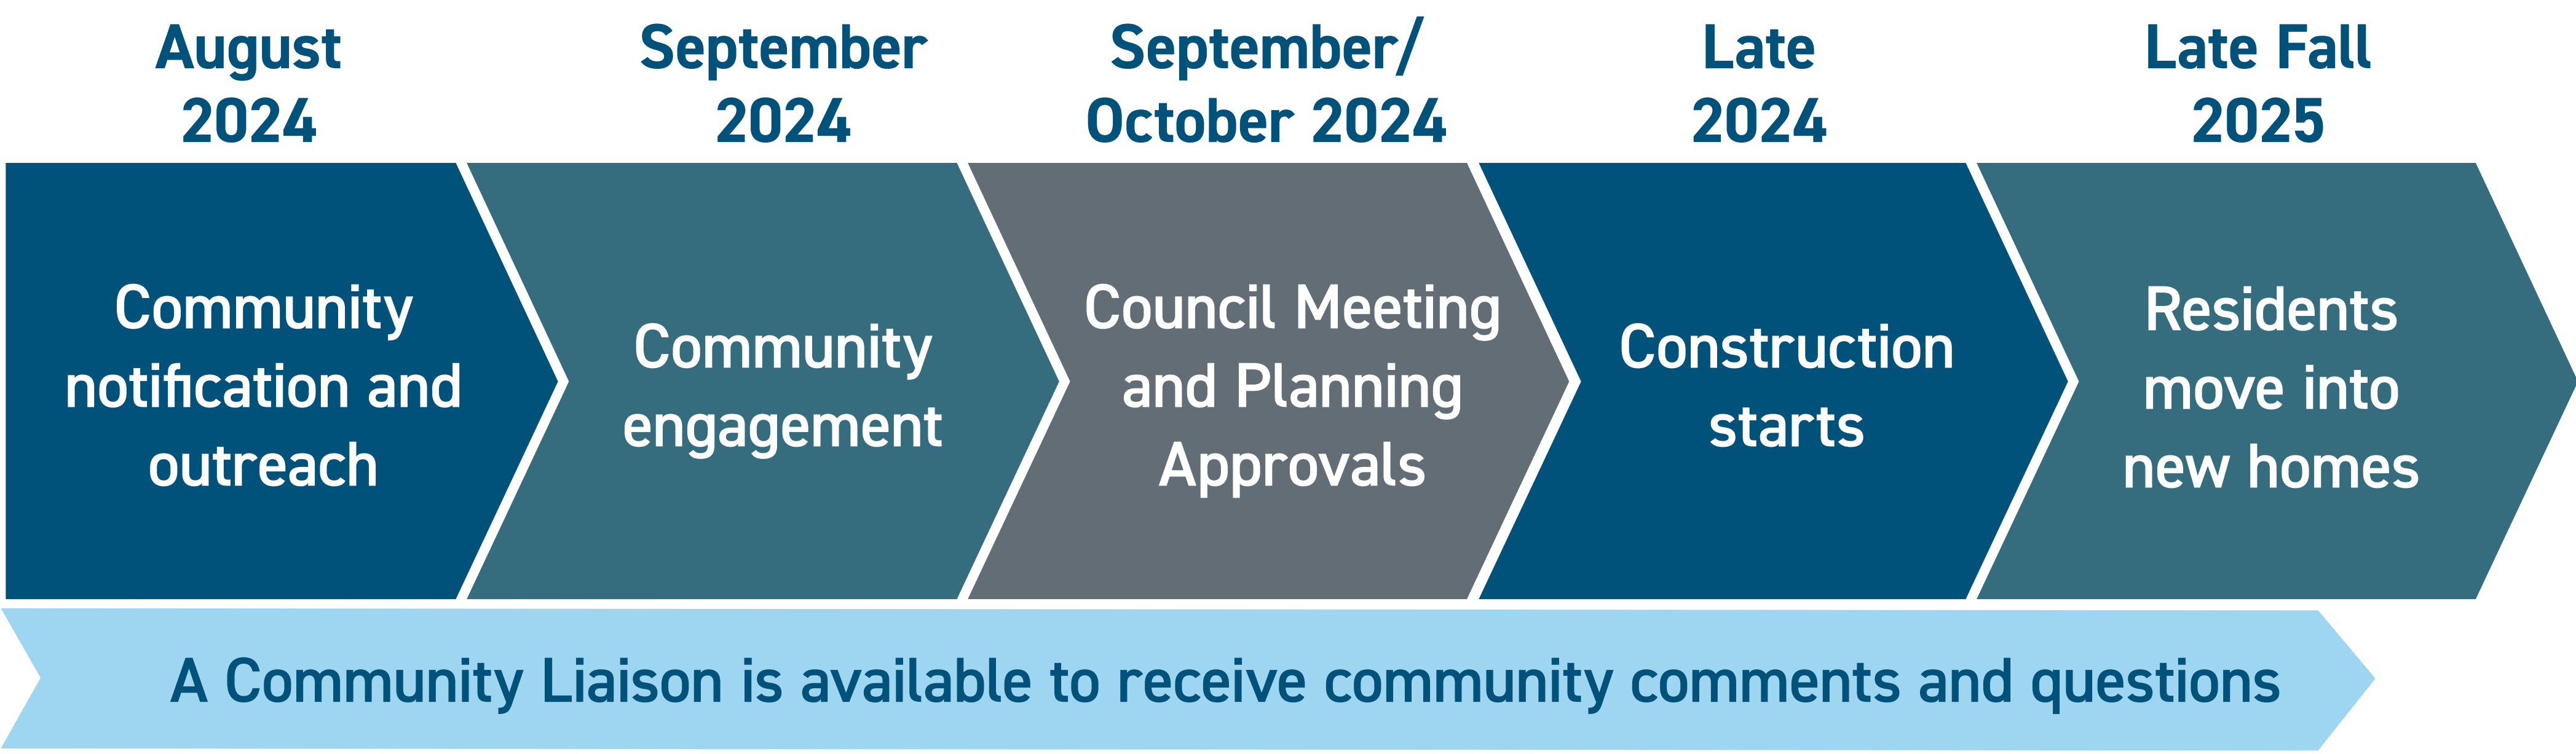 August
2024
September
2024
September/
October 2024
Late
2024
Late Fall
2025
Community
notification and
outreach
Community
engagement
Council Meeting
and Planning
Approvals
Construction
starts
Residents
move into
new homes
A Community Liaison is available to receive community comments and questions